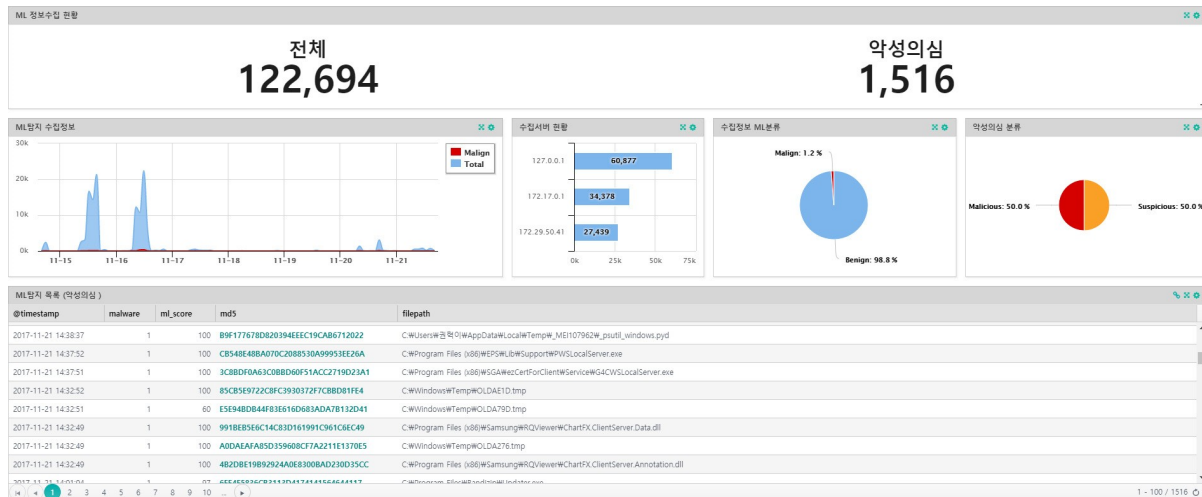 ML 정보수집 현황
전체
122,694
악성의심
1,516
ML탐지 수집정보
30k
20k
10k
0k
11-15 11-16 11-17 11-18 11-19 11-20 11-21
Malign
Total
수집서버 현황
127.0.0.1 60,877
172.17.0.1 34,378
172.29.50.41 27,439
0k 25k 50k 75k
수집정보 ML분류
Malign: 1.2 %
Benign: 98.8 %
악성의심 분류
Malicious: 50.0 %
Suspicious: 50.0 %
ML탐지 목록 (악성의심 )
@timestamp malware ml_score md5 filepath
2017-11-21 14:38:37 1 100 B9F177678D820394EEEC19CAB6712022 C:₩Users₩권혁이₩AppData₩Local₩Temp₩_MEI107962₩_psutil_windows.pyd
2017-11-21 14:37:52 1 100 CB548E48BA070C2088530A99953EE26A C:₩Program Files (x86)₩EPS₩Lib₩Support₩PWSLocalServer.exe
2017-11-21 14:37:51 1 100 3C8BDF0A63C0BBD60F51ACC2719D23A1 C:₩Program Files (x86)₩SGA₩ezCertForClient₩Service₩G4CWSLocalServer.exe
2017-11-21 14:32:52 1 100 85CB5E9722C8FC3930372F7CBBD81FE4 C:₩Windows₩Temp₩OLDAE1D.tmp
2017-11-21 14:32:51 1 60 E5E94BDB44F83E616D683ADA7B132D41 C:₩Windows₩Temp₩OLDA79D.tmp
2017-11-21 14:32:49 1 100 991BEB5E6C14C83D161991C961C6EC49 C:₩Program Files (x86)₩Samsung₩RQViewer₩ChartFX.ClientServer.Data.dll
2017-11-21 14:32:49 1 100 A0DAEAFA85D359608CF7A2211E1370E5 C:₩Windows₩Temp₩OLDA276.tmp
2017-11-21 14:32:49 1 100 4B2DBE19B92924A0E8300BAD230D35CC C:₩Program Files (x86)₩Samsung₩RQViewer₩ChartFX.ClientServer.Annotation.dll
1 2 3 4 5 6 7 8 9 10 ... 1 - 100 / 1516